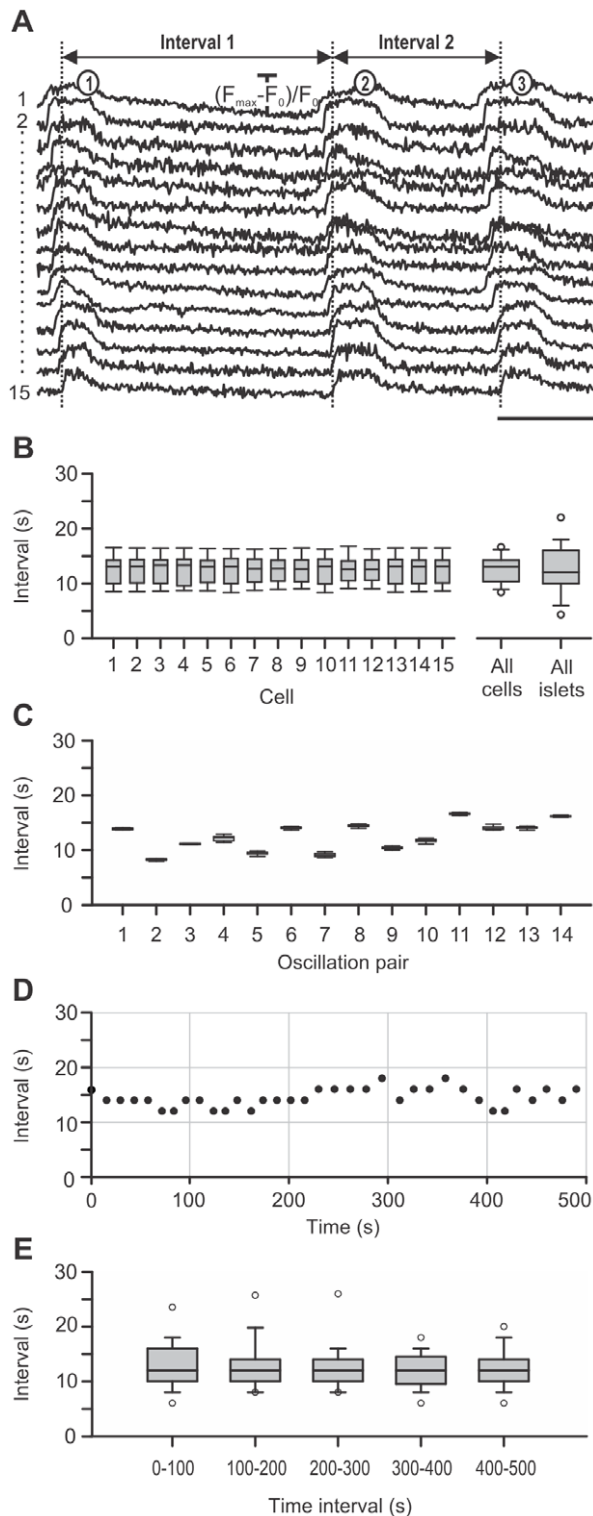 A
Interval 1 Interval 2
1 2 3
(Fmax-F0)/F0
1
2
15
B
30
20
10
0
Interval (s)
1 2 3 4 5 6 7 8 9 10 11 12 13 14 15
Cell
All cells
All islets
C
30
20
10
0
Interval (s)
1 2 3 4 5 6 7 8 9 10 11 12 13 14
Oscillation pair
D
30
20
10
0
Interval (s)
0 100 200 300 400 500
Time (s)
E
30
20
10
0
Interval (s)
0-100 100-200 200-300 300-400 400-500
Time interval (s)